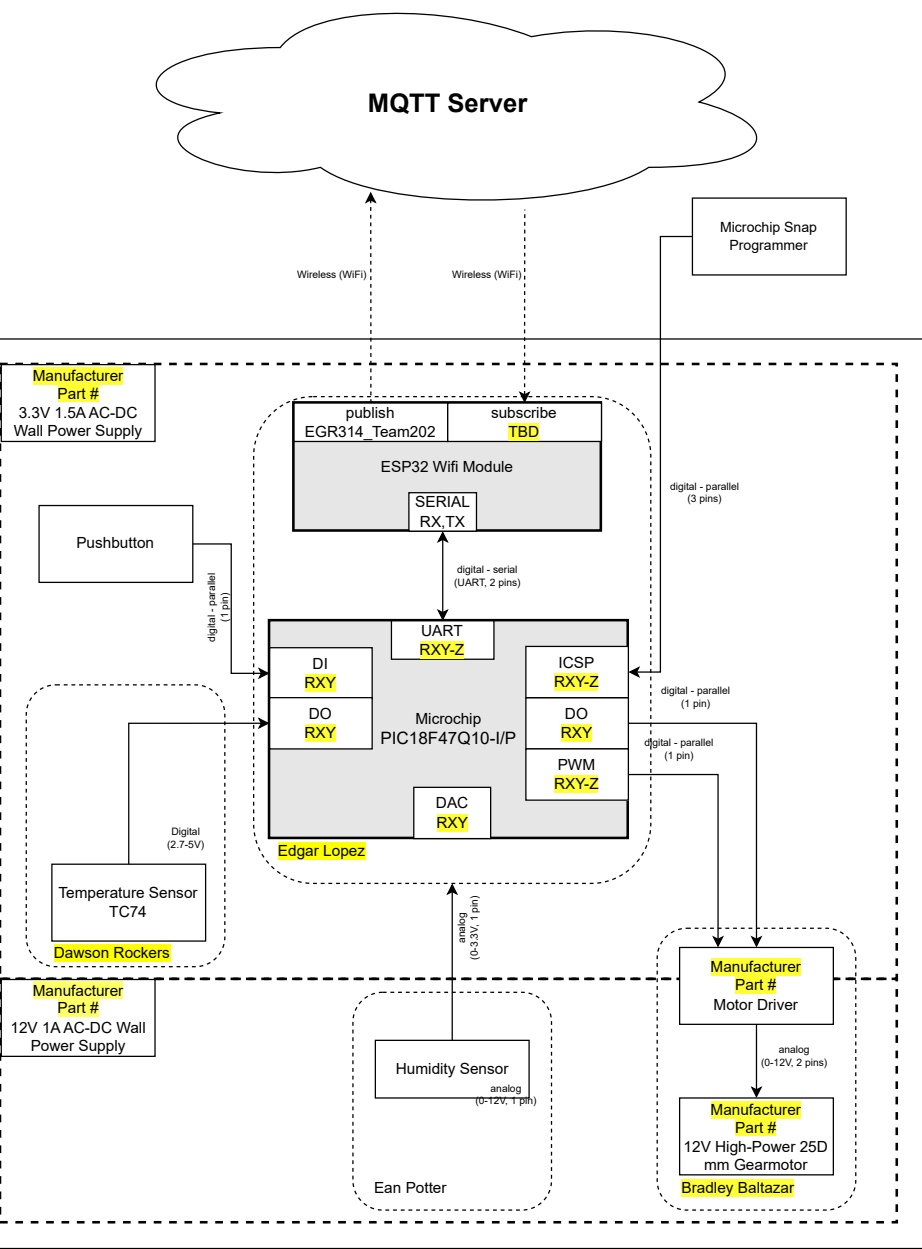 MQTT Server
Microchip Snap
Programmer
Wireless (WiFi)
Wireless (WiFi)
Manufacturer
Part #
3.3V 1.5A AC-DC
Wall Power Supply
publish
EGR314_Team202
subscribe
TBD
ESP32 Wifi Module
SERIAL
RX,TX
digital - parallel
(3 pins)
Pushbutton
digital - parallel
(1 pin)
digital - serial
(UART, 2 pins)
UART
RXY-Z
DI
RXY
DO
RXY
Microchip
PIC18F47Q10-I/P
ICSP
RXY-Z
DO
RXY
PWM
RXY-Z
DAC
RXY
digital - parallel
(1 pin)
digital - parallel
(1 pin)
Edgar Lopez
Digital
(2.7-5V)
Temperature Sensor
TC74
Dawson Rockers
analog
(0-3.3V, 1 pin)
Manufacturer
Part #
Motor Driver
Manufacturer
Part #
12V 1A AC-DC Wall
Power Supply
Humidity Sensor
analog
(0-12V, 1 pin)
Ean Potter
analog
(0-12V, 2 pins)
Manufacturer
Part #
12V High-Power 25D
mm Gearmotor
Bradley Baltazar